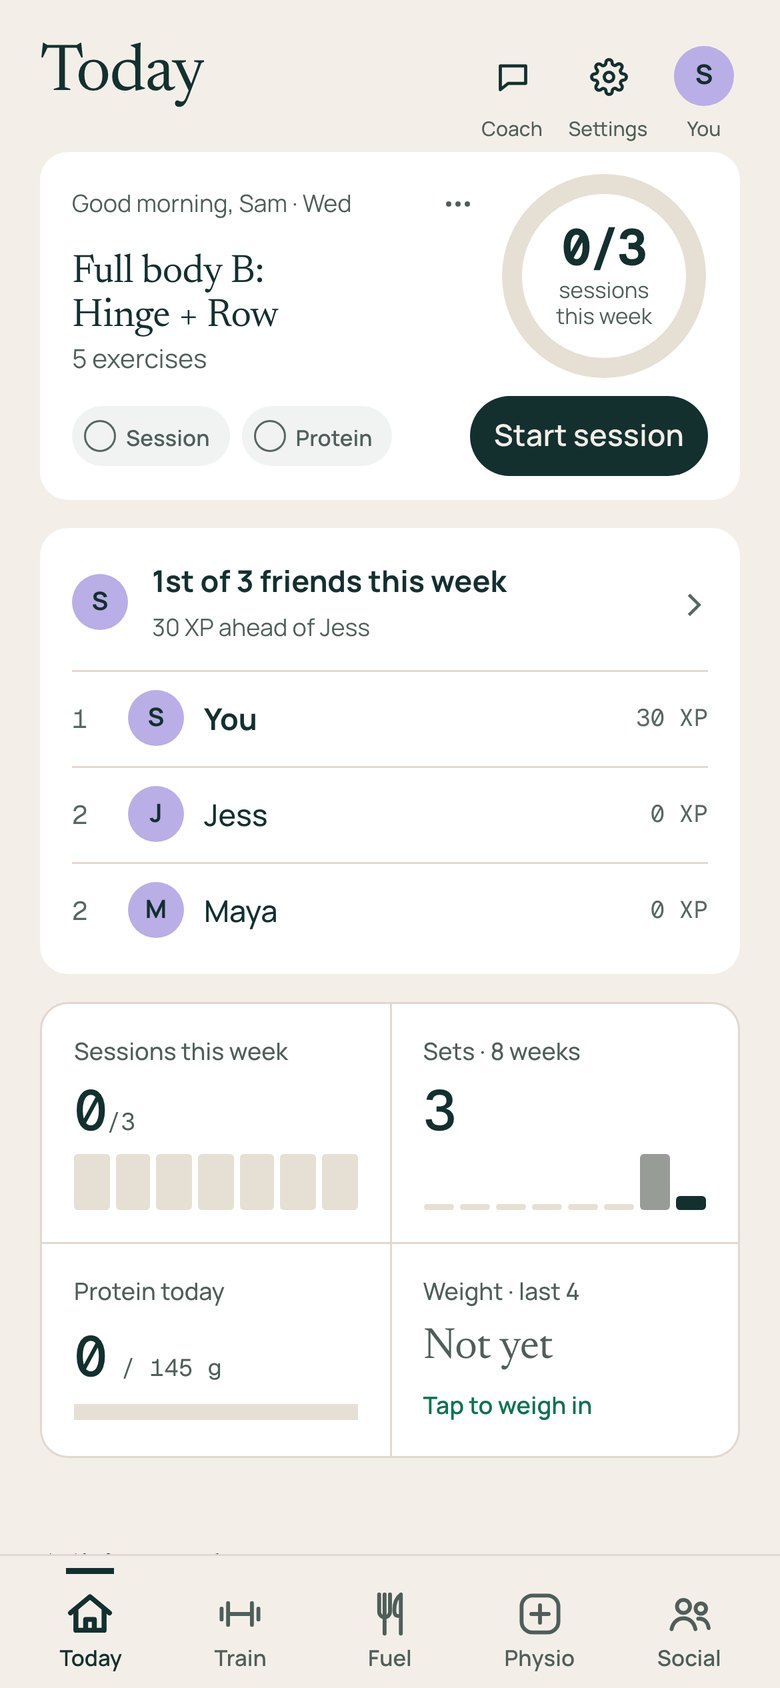 Today
Coach
Settings
S
You
Good morning, Sam · Wed
Full body B:
Hinge + Row
5 exercises
0/3
sessions
this week
Session
Protein
Start session
S
1st of 3 friends this week
30 XP ahead of Jess
1 S You 30 XP
2 J Jess 0 XP
2 M Maya 0 XP
Sessions this week
0/3
Sets · 8 weeks
3
Protein today
0 / 145 g
Weight · last 4
Not yet
Tap to weigh in
Today
Train
Fuel
Physio
Social